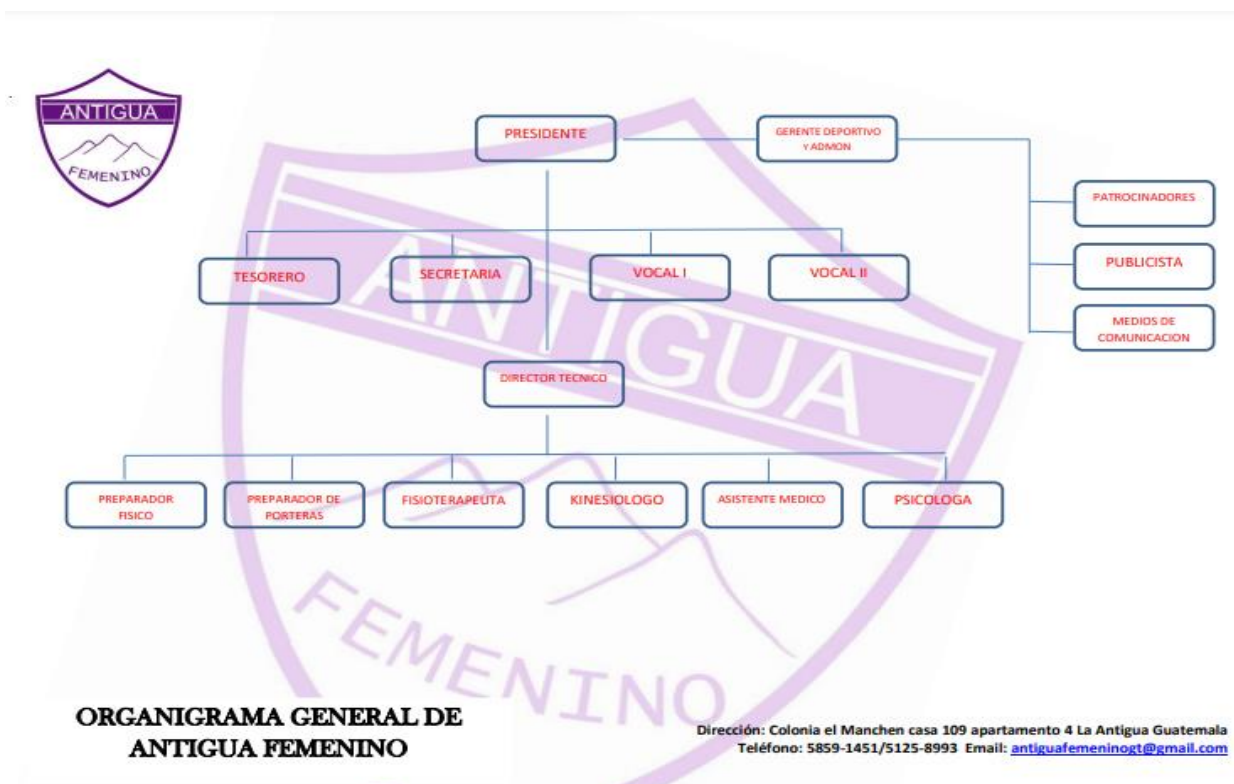 ANTIGUA
FEMENINO
PRESIDENTE
GERENTE DEPORTIVO
Y ADMON
PATROCINADORES
PUBLICISTA
MEDIOS DE
COMUNICACION
TESORERO
SECRETARIA
VOCAL I
VOCAL II
DIRECTOR TECNICO
PREPARADOR
FISICO
PREPARADOR DE
PORTERAS
FISIOTERAPEUTA
KINESIOLOGO
ASISTENTE MEDICO
PSICOLOGA
ANTIGUA
FEMENINO
ORGANIGRAMA GENERAL DE
ANTIGUA FEMENINO
Dirección: Colonia el Manchen casa 109 apartamento 4 La Antigua Guatemala
Teléfono: 5859-1451/5125-8993 Email: antiguafemeninogt@gmail.com